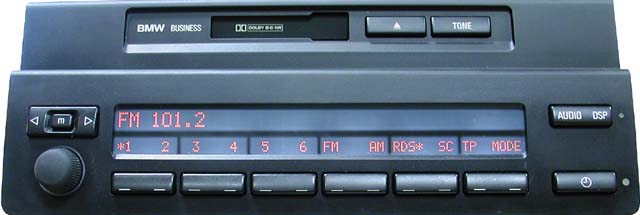 BMW BUSINESS DOLBY B-C NR TONE
m AUDIO DSP
FM 101.2
*1 2 3 4 5 6 FM AM RDS* SC TP MODE